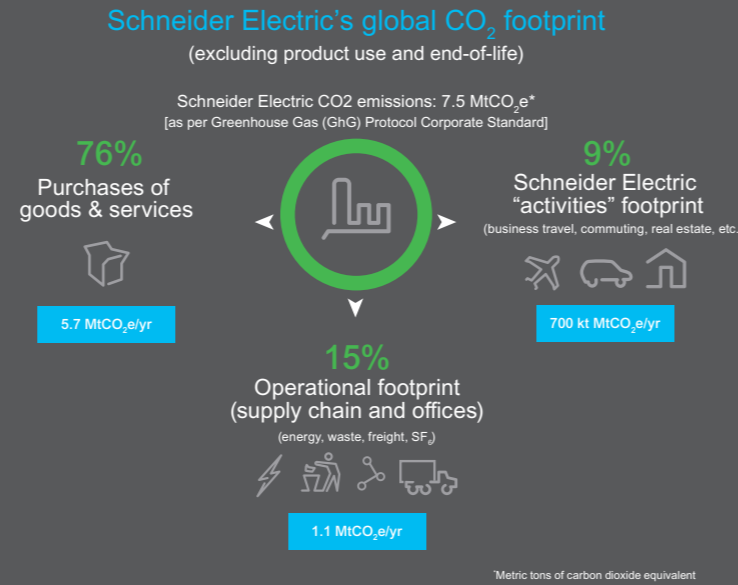 Schneider Electric's global CO₂ footprint
(excluding product use and end-of-life)
Schneider Electric CO2 emissions: 7.5 MtCO₂e*
[as per Greenhouse Gas (GhG) Protocol Corporate Standard]
76%
Purchases of
goods & services
5.7 MtCO₂e/yr
9%
Schneider Electric
“activities” footprint
(business travel, commuting, real estate, etc.
700 kt MtCO₂e/yr
15%
Operational footprint
(supply chain and offices)
(energy, waste, freight, SF₆)
1.1 MtCO₂e/yr
*Metric tons of carbon dioxide equivalent